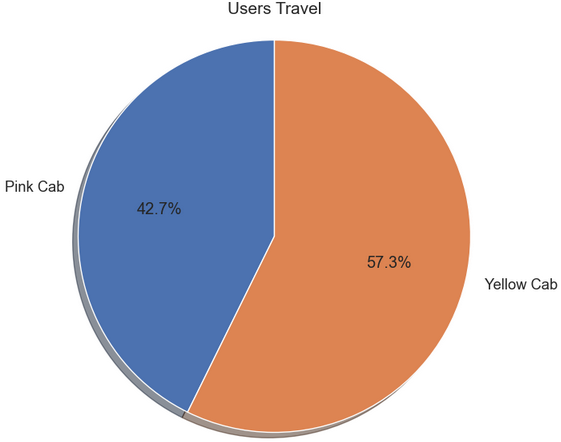 Users Travel
Pink Cab
42.7%
57.3%
Yellow Cab